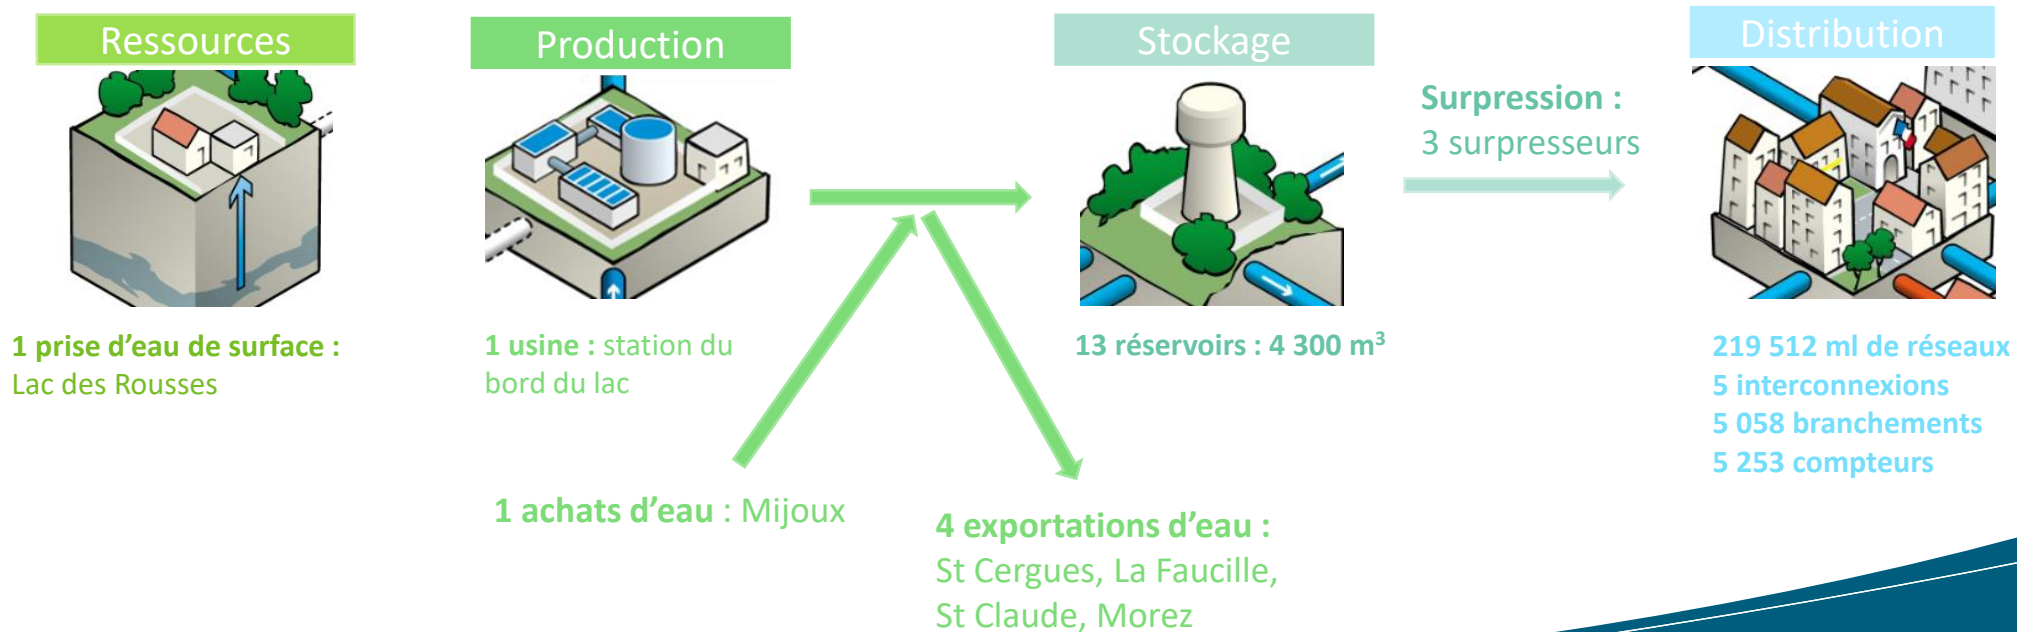 Ressources
1 prise d’eau de surface :
Lac des Rousses
Production
1 usine : station du
bord du lac
1 achats d’eau : Mijoux
4 exportations d’eau :
St Cergues, La Faucille,
St Claude, Morez
Stockage
13 réservoirs : 4 300 m³
Surpression :
3 surpresseurs
Distribution
219 512 ml de réseaux
5 interconnexions
5 058 branchements
5 253 compteurs